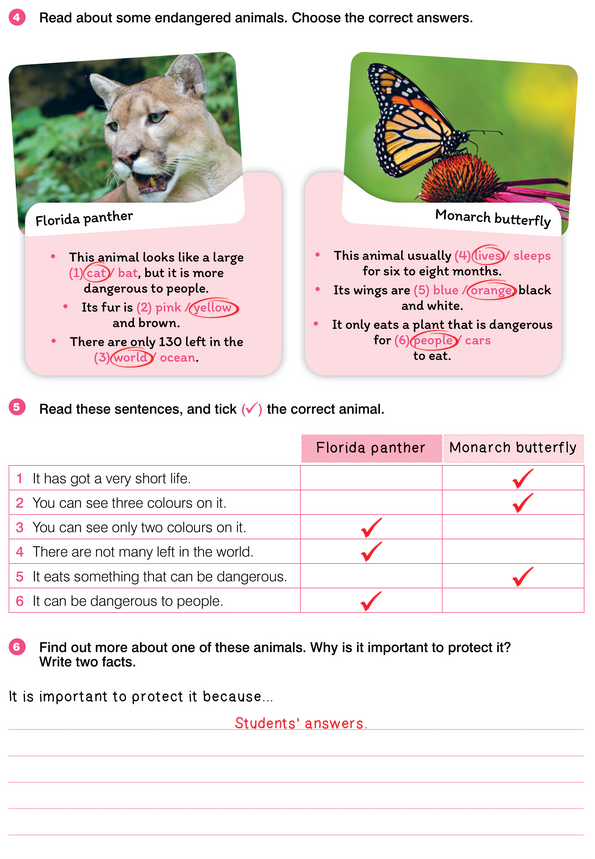 4 Read about some endangered animals. Choose the correct answers.
Florida panther
• This animal looks like a large
(1) cat / bat, but it is more
dangerous to people.
• Its fur is (2) pink / yellow
and brown.
• There are only 130 left in the
(3) world / ocean.
Monarch butterfly
• This animal usually (4) lives / sleeps
for six to eight months.
• Its wings are (5) blue / orange, black
and white.
• It only eats a plant that is dangerous
for (6) people / cars
to eat.
5 Read these sentences, and tick (✓) the correct animal.
Florida panther Monarch butterfly
1 It has got a very short life. ✓
2 You can see three colours on it. ✓
3 You can see only two colours on it. ✓
4 There are not many left in the world. ✓
5 It eats something that can be dangerous. ✓
6 It can be dangerous to people. ✓
6 Find out more about one of these animals. Why is it important to protect it?
Write two facts.
It is important to protect it because...
Students' answers.